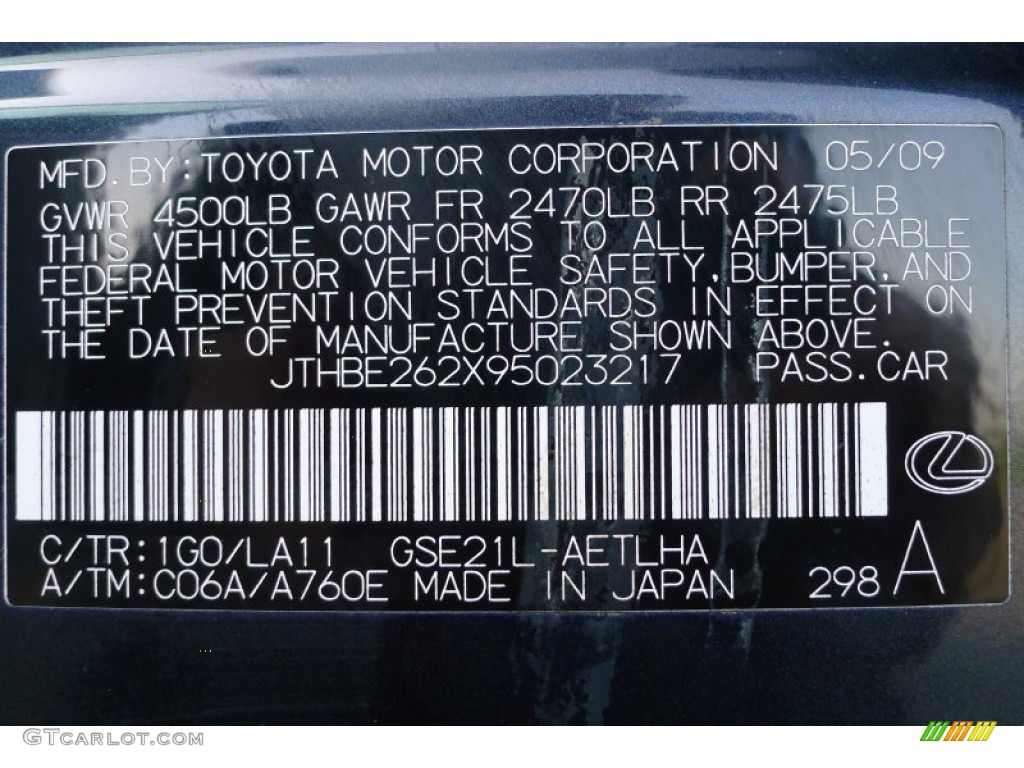 MFD. BY: TOYOTA MOTOR CORPORATION 05/09
GVWR 4500LB GAWR FR 2470LB RR 2475LB
THIS VEHICLE CONFORMS TO ALL APPLICABLE
FEDERAL MOTOR VEHICLE SAFETY, BUMPER, AND
THEFT PREVENTION STANDARDS IN EFFECT ON
THE DATE OF MANUFACTURE SHOWN ABOVE.
JTHBE262X95023217 PASS. CAR
C/TR: 1G0/LA11 GSE21L-AETLHA
A/TM: C06A/A760E MADE IN JAPAN 298 A
GTCarLot.com